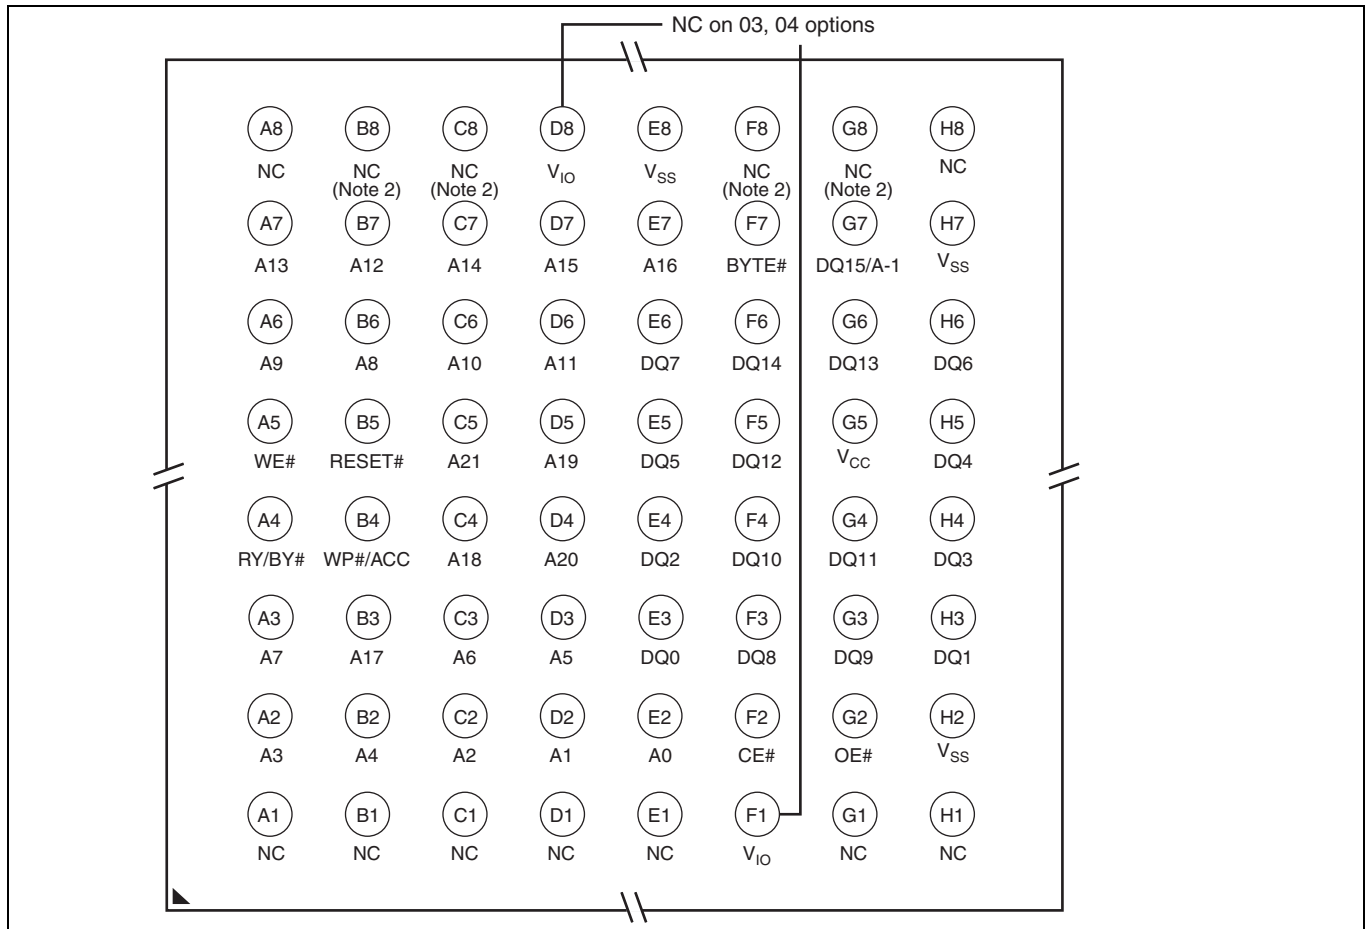 NC on 03, 04 options
A8 B8 C8 D8 E8 F8 G8 H8
NC NC NC VIO VSS NC NC NC
(Note 2) (Note 2) (Note 2) (Note 2)
A7 B7 C7 D7 E7 F7 G7 H7
A13 A12 A14 A15 A16 BYTE# DQ15/A-1 VSS
A6 B6 C6 D6 E6 F6 G6 H6
A9 A8 A10 A11 DQ7 DQ14 DQ13 DQ6
A5 B5 C5 D5 E5 F5 G5 H5
WE# RESET# A21 A19 DQ5 DQ12 VCC DQ4
A4 B4 C4 D4 E4 F4 G4 H4
RY/BY# WP#/ACC A18 A20 DQ2 DQ10 DQ11 DQ3
A3 B3 C3 D3 E3 F3 G3 H3
A7 A17 A6 A5 DQ0 DQ8 DQ9 DQ1
A2 B2 C2 D2 E2 F2 G2 H2
A3 A4 A2 A1 A0 CE# OE# VSS
A1 B1 C1 D1 E1 F1 G1 H1
NC NC NC NC NC VIO NC NC